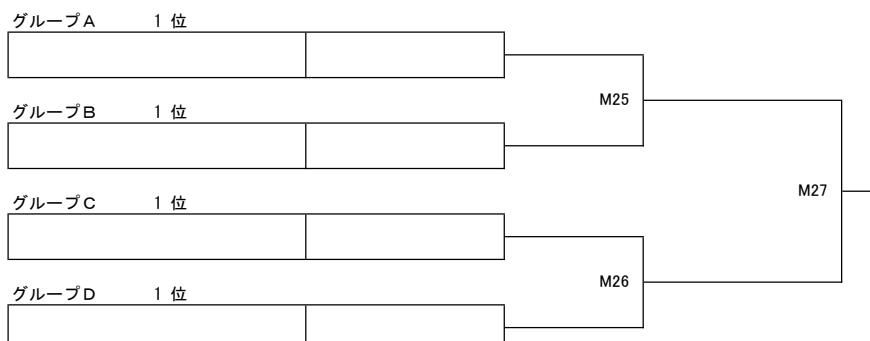 グループA 1 位
M25
グループB 1 位
M27
グループC 1 位
M26
グループD 1 位